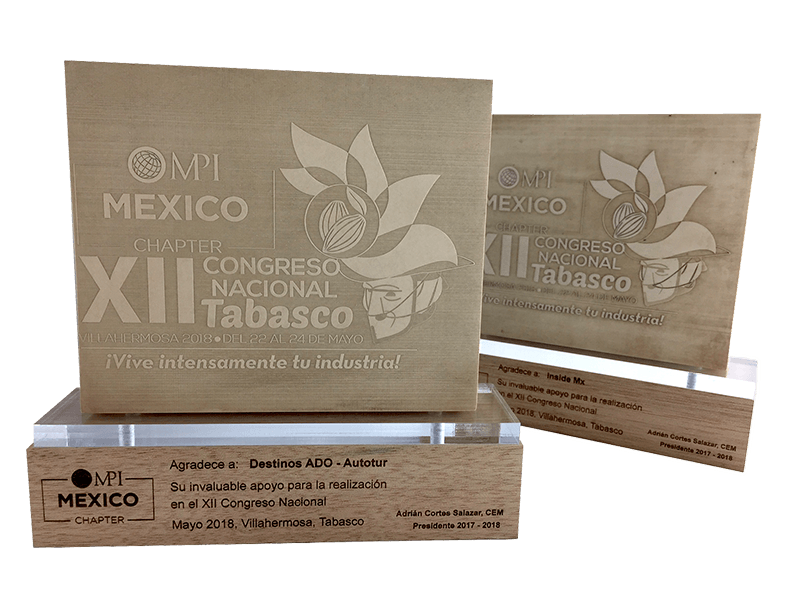 MPI
MEXICO
CHAPTER
XII CONGRESO
NACIONAL
Tabasco
VILLAHERMOSA 2018 • DEL 22 AL 24 DE MAYO
¡Vive intensamente tu industria!
MPI
MEXICO
CHAPTER
Agradece a: Destinos ADO - Autotur
Su invaluable apoyo para la realización
en el XII Congreso Nacional
Mayo 2018, Villahermosa, Tabasco
Adrián Cortes Salazar, CEM
Presidente 2017 - 2018
MPI
MEXICO
CHAPTER
XII CONGRESO
NACIONAL
Tabasco
MAYO
¡Vive intensamente tu industria!
Agradece a: Inside Mx
Su invaluable apoyo para la realización
en el XII Congreso Nacional
2018, Villahermosa, Tabasco
Adrián Cortes Salazar, CEM
Presidente 2017 - 2018